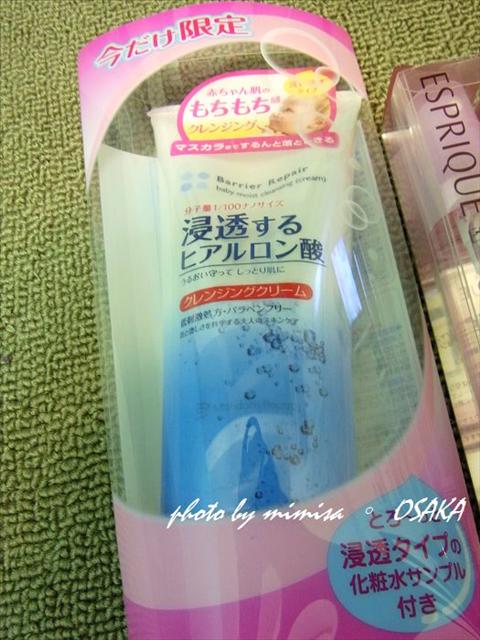 今だけ限定
赤ちゃん肌の
もちもち感
クレンジング
タイプ
マスカラまでするんと落とせる
Barrier Repair
baby moist cleansing (cream)
分子量1/100ナノサイズ
浸透する
ヒアルロン酸
うるおい守って しっとり肌に
クレンジングクリーム
低刺激処方・パラベンフリー
ESPRIQUE
photo by mimisa 。 OSAKA
浸透タイプの
化粧水サンプル
付き